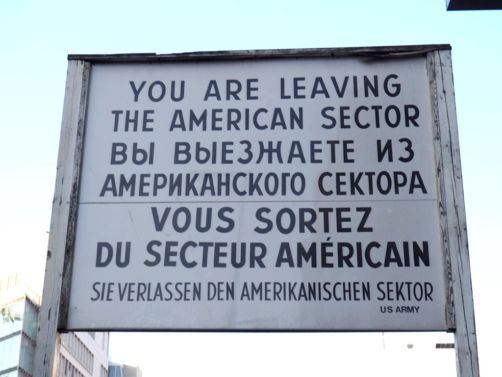 YOU ARE LEAVING
THE AMERICAN SECTOR
ВЫ ВЫЕЗЖАЕТЕ ИЗ
АМЕРИКАНСКОГО СЕКТОРА
VOUS SORTEZ
DU SECTEUR AMÉRICAIN
SIE VERLASSEN DEN AMERIKANISCHEN SEKTOR
US ARMY